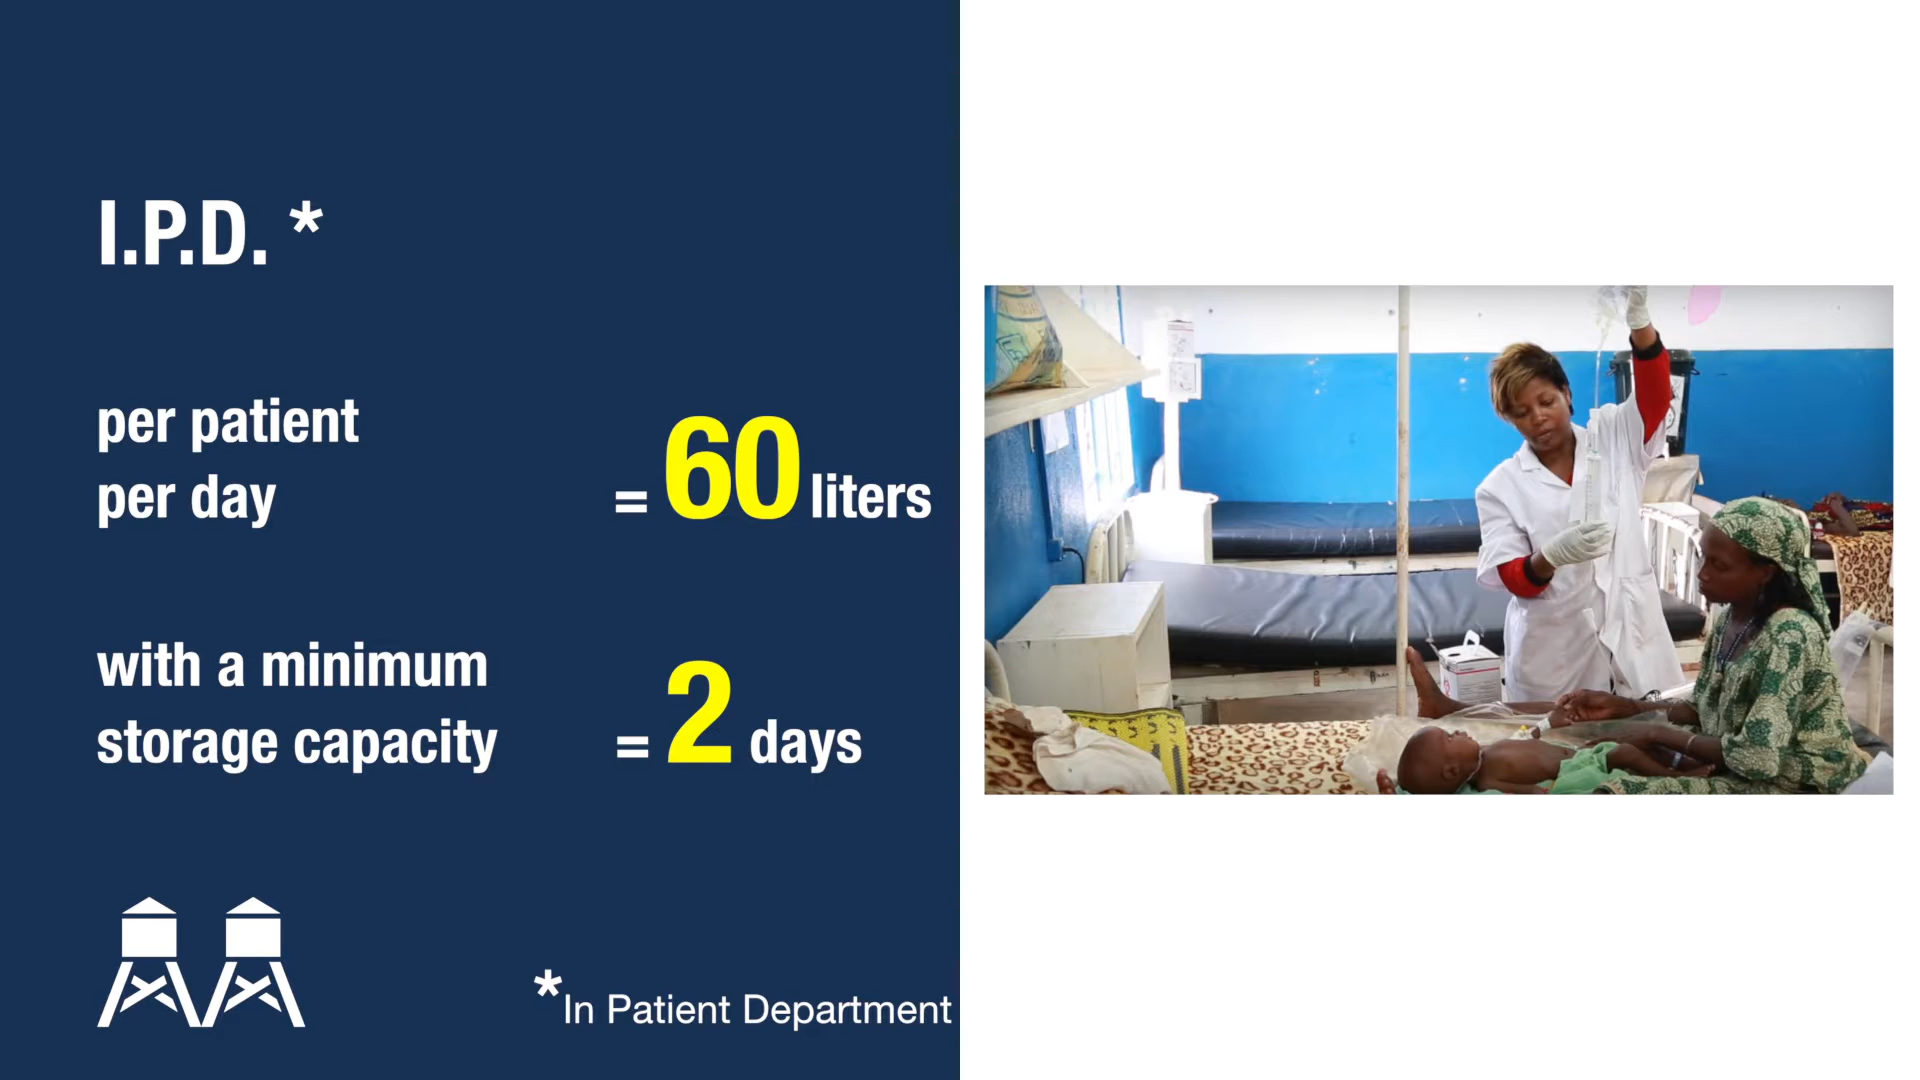 I.P.D. *
per patient
per day = 60 liters
with a minimum
storage capacity = 2 days
*In Patient Department